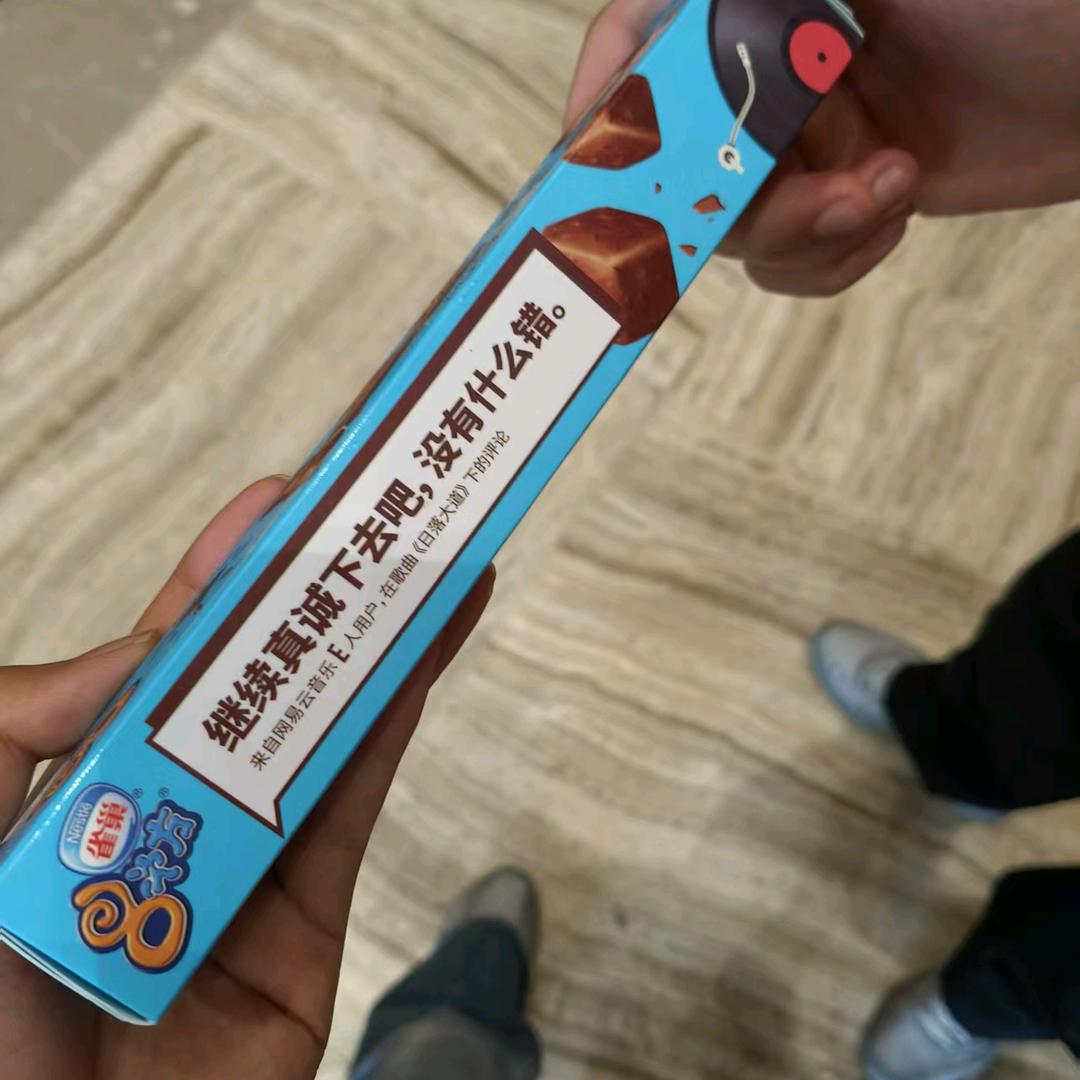 继续真诚下去吧,没有什么错。
来自网易云音乐 E 人用户,在歌曲《日落大道》下的评论
Nestlé
雀巢
8次方